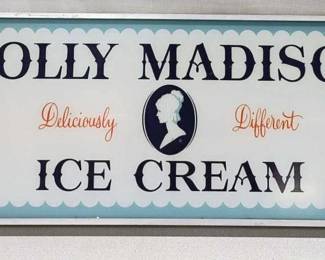 OLLY MADISO
Deliciously Different
ICE CREAM